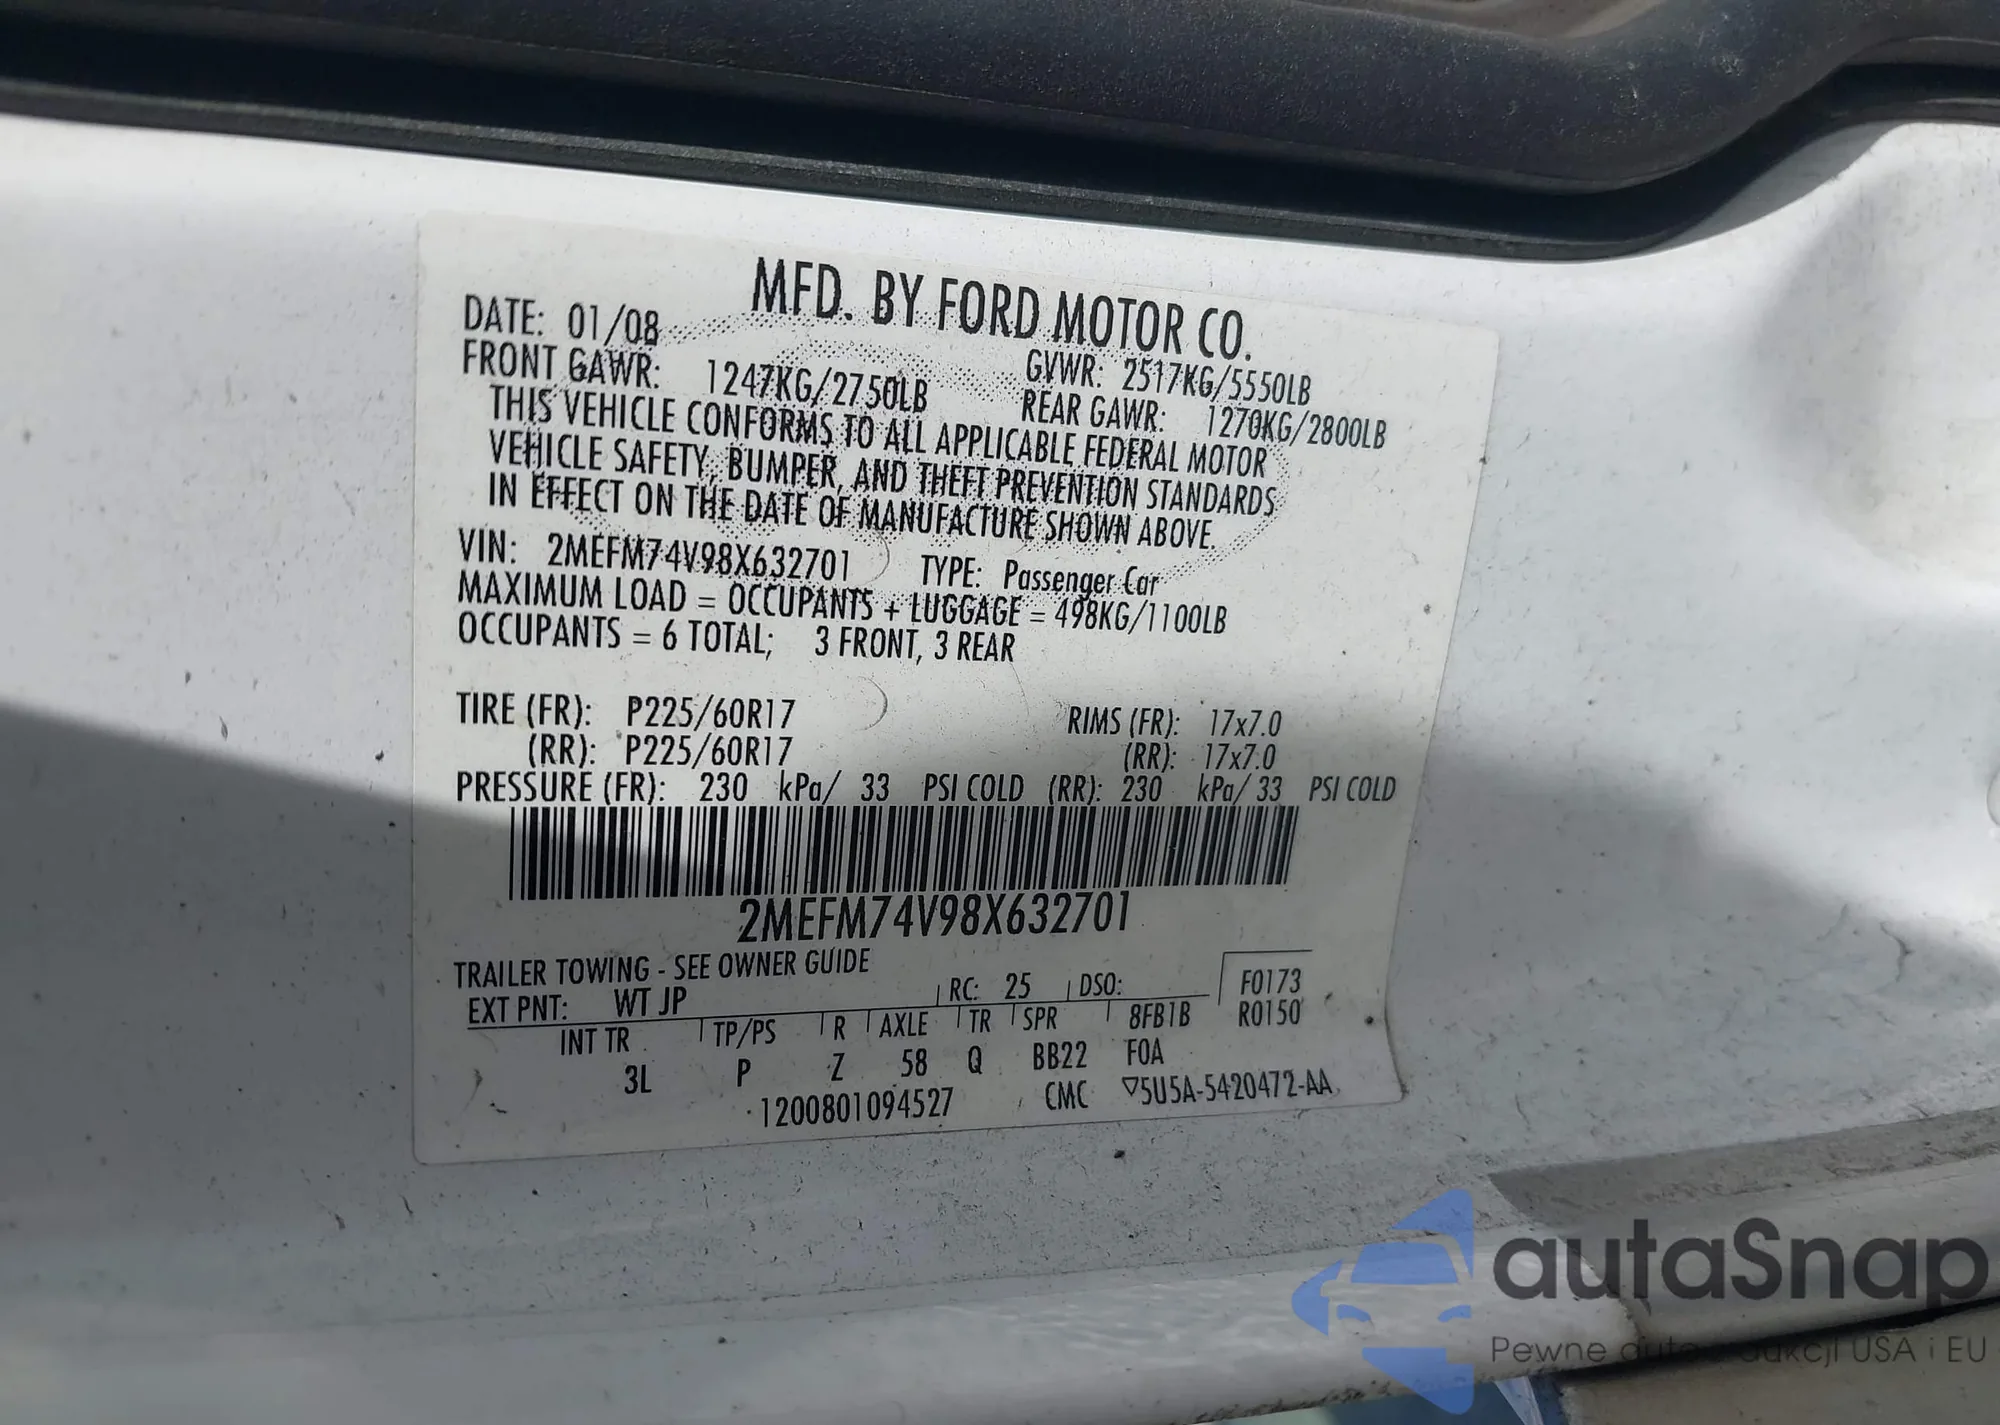 MFD. BY FORD MOTOR CO.
DATE: 01/08
GVWR: 2517KG/5550LB
FRONT GAWR: 1247KG/2750LB
REAR GAWR: 1270KG/2800LB
THIS VEHICLE CONFORMS TO ALL APPLICABLE FEDERAL MOTOR
VEHICLE SAFETY, BUMPER, AND THEFT PREVENTION STANDARDS
IN EFFECT ON THE DATE OF MANUFACTURE SHOWN ABOVE.
VIN: 2MEFM74V98X632701 TYPE: Passenger Car
MAXIMUM LOAD = OCCUPANTS + LUGGAGE = 498KG/1100LB
OCCUPANTS = 6 TOTAL; 3 FRONT, 3 REAR
TIRE (FR): P225/60R17 RIMS (FR): 17x7.0
(RR): P225/60R17 (RR): 17x7.0
PRESSURE (FR): 230 kPa/ 33 PSI COLD (RR): 230 kPa/ 33 PSI COLD
2MEFM74V98X632701
TRAILER TOWING - SEE OWNER GUIDE
EXT PNT: WT JP RC: 25 DSO: F0173
INT TR TP/PS R AXLE TR SPR 8FB1B R0150
3L P Z 58 Q BB22 F0A
1200801094527 CMC ▽5U5A-5420472-AA
autaSnap
Pewne auta USA i EU